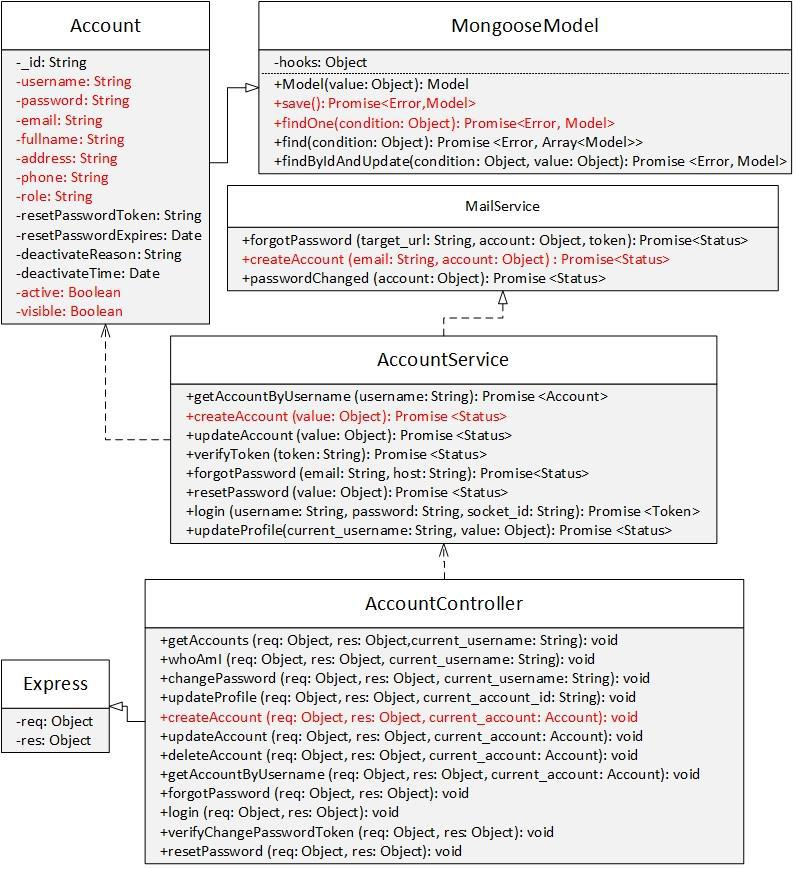 Account
-_id: String
-username: String
-password: String
-email: String
-fullname: String
-address: String
-phone: String
-role: String
-resetPasswordToken: String
-resetPasswordExpires: Date
-deactivateReason: String
-deactivateTime: Date
-active: Boolean
-visible: Boolean
MongooseModel
-hooks: Object
+Model(value: Object): Model
+save(): Promise<Error,Model>
+findOne(condition: Object): Promise<Error, Model>
+find(condition: Object): Promise <Error, Array<Model>>
+findByIdAndUpdate(condition: Object, value: Object): Promise <Error, Model>
MailService
+forgotPassword (target_url: String, account: Object, token): Promise<Status>
+createAccount (email: String, account: Object) : Promise<Status>
+passwordChanged (account: Object): Promise <Status>
AccountService
+getAccountByUsername (username: String): Promise <Account>
+createAccount (value: Object): Promise <Status>
+updateAccount (value: Object): Promise <Status>
+verifyToken (token: String): Promise <Status>
+forgotPassword (email: String, host: String): Promise<Status>
+resetPassword (value: Object): Promise <Status>
+login (username: String, password: String, socket_id: String): Promise <Token>
+updateProfile(current_username: String, value: Object): Promise <Status>
AccountController
+getAccounts (req: Object, res: Object,current_username: String): void
+whoAmI (req: Object, res: Object, current_username: String): void
+changePassword (req: Object, res: Object, current_username: String): void
+updateProfile (req: Object, res: Object, current_account_id: String): void
+createAccount (req: Object, res: Object, current_account: Account): void
+updateAccount (req: Object, res: Object, current_account: Account): void
+deleteAccount (req: Object, res: Object, current_account: Account): void
+getAccountByUsername (req: Object, res: Object, current_account: Account): void
+forgotPassword (req: Object, res: Object): void
+login (req: Object, res: Object): void
+verifyChangePasswordToken (req: Object, res: Object): void
+resetPassword (req: Object, res: Object): void
Express
-req: Object
-res: Object